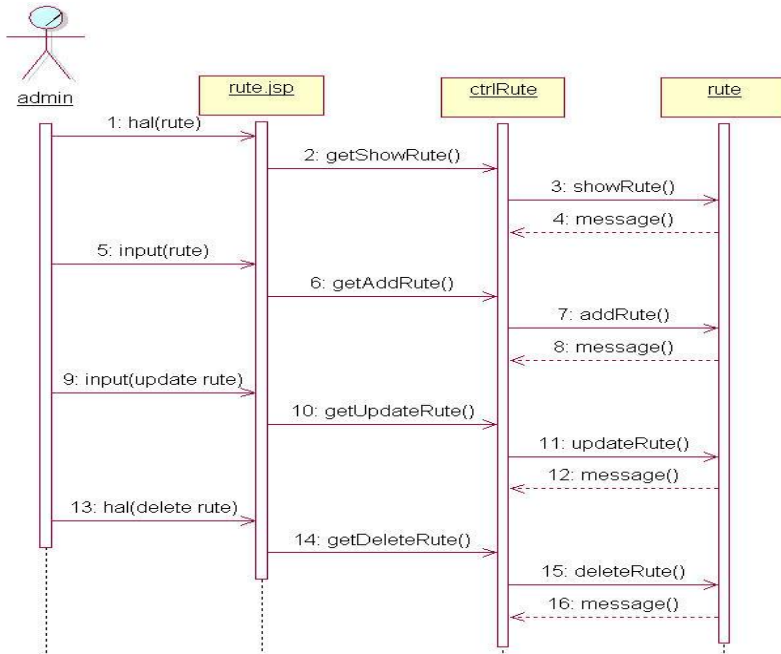 admin
rute.jsp
ctrlRute
rute
1: hal(rute)
2: getShowRute()
3: showRute()
4: message()
5: input(rute)
6: getAddRute()
7: addRute()
8: message()
9: input(update rute)
10: getUpdateRute()
11: updateRute()
12: message()
13: hal(delete rute)
14: getDeleteRute()
15: deleteRute()
16: message()